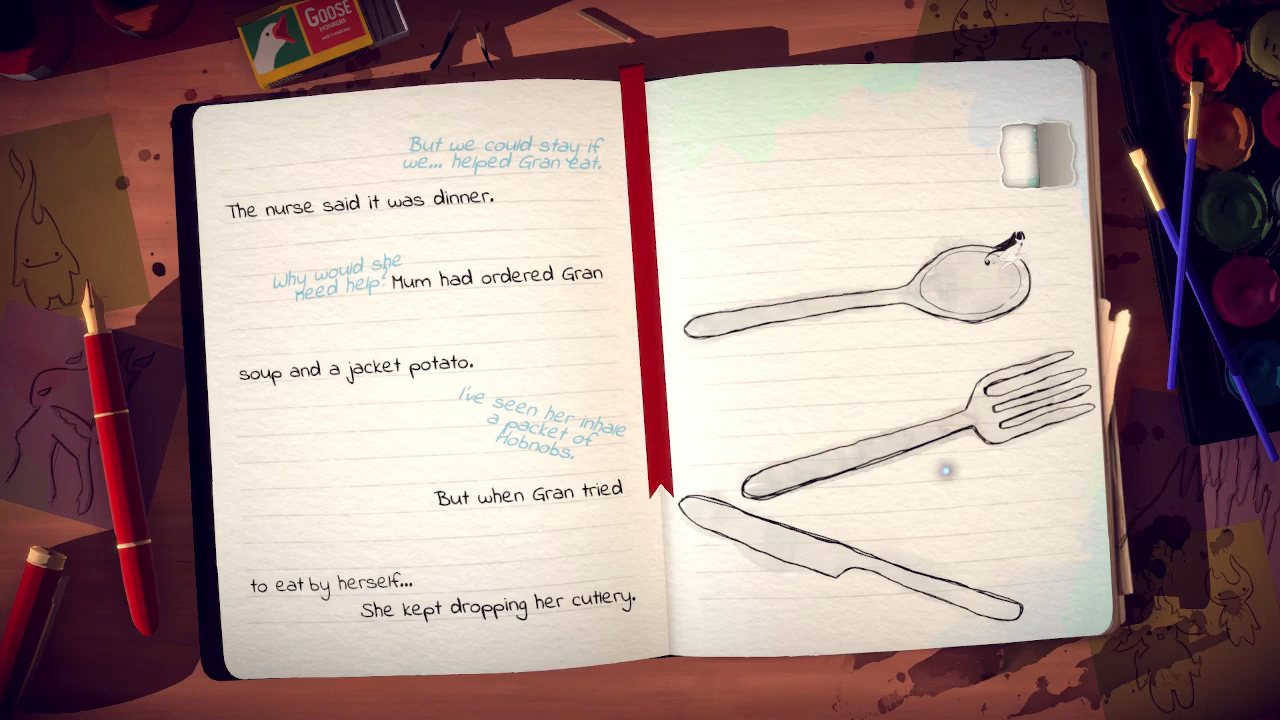 GOOSE
HONKERS
But we could stay if
we... helped Gran eat.
The nurse said it was dinner.
Why would she
need help?
Mum had ordered Gran
soup and a jacket potato.
I've seen her inhale
a packet of
Hobnobs.
But when Gran tried
to eat by herself...
She kept dropping her cutlery.